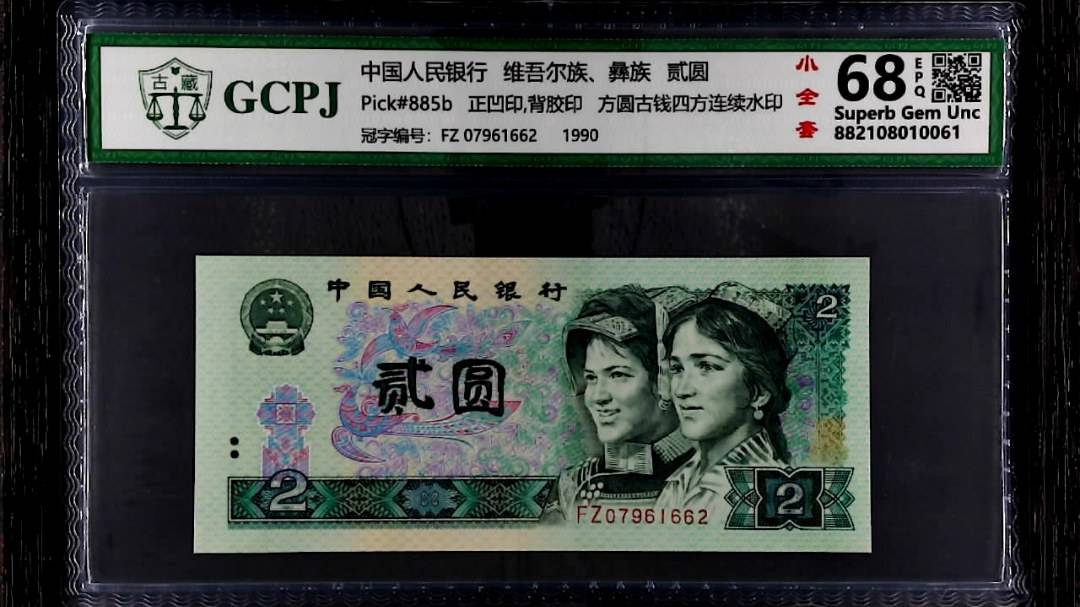 古藏
GCPJ
中国人民银行 维吾尔族、彝族 贰圆
Pick#885b 正凹印,背胶印 方圆古钱四方连续水印
冠字编号: FZ 07961662 1990
小全套
68
EPQ
Superb Gem Unc
882108010061
中国人民银行
2
贰圆
2
FZ07961662
2